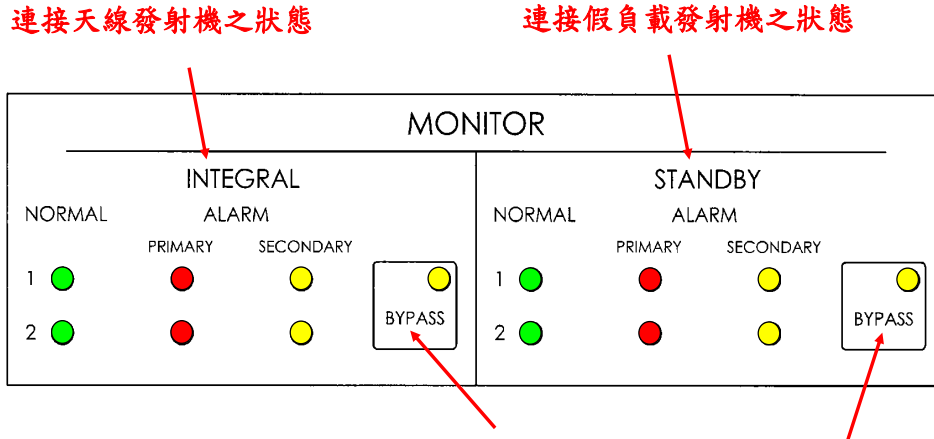 連接天線發射機之狀態
連接假負載發射機之狀態
MONITOR
INTEGRAL
NORMAL ALARM
PRIMARY SECONDARY
1
2
BYPASS
STANDBY
NORMAL ALARM
PRIMARY SECONDARY
1
2
BYPASS